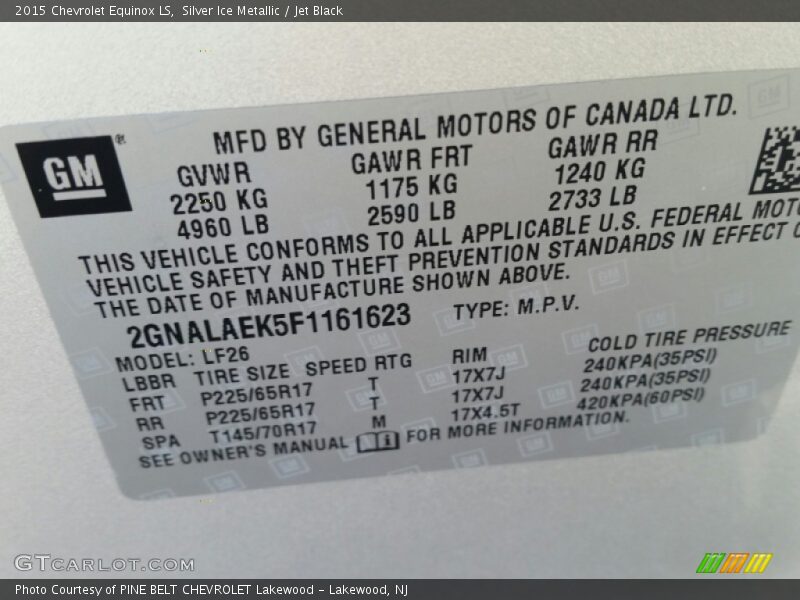 2015 Chevrolet Equinox LS, Silver Ice Metallic / Jet Black
GM ®
MFD BY GENERAL MOTORS OF CANADA LTD.
GVWR GAWR FRT GAWR RR
2250 KG 1175 KG 1240 KG
4960 LB 2590 LB 2733 LB
THIS VEHICLE CONFORMS TO ALL APPLICABLE U.S. FEDERAL MOTO
VEHICLE SAFETY AND THEFT PREVENTION STANDARDS IN EFFECT O
THE DATE OF MANUFACTURE SHOWN ABOVE.
2GNALAEK5F1161623 TYPE: M.P.V.
MODEL: LF26
LBBR TIRE SIZE SPEED RTG RIM COLD TIRE PRESSURE
FRT P225/65R17 T 17X7J 240KPA(35PSI)
RR P225/65R17 T 17X7J 240KPA(35PSI)
SPA T145/70R17 M 17X4.5T 420KPA(60PSI)
SEE OWNER'S MANUAL FOR MORE INFORMATION.
GTCarLot.com
Photo Courtesy of PINE BELT CHEVROLET Lakewood - Lakewood, NJ